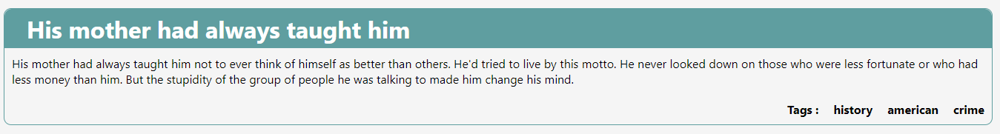 His mother had always taught him
His mother had always taught him not to ever think of himself as better than others. He'd tried to live by this motto. He never looked down on those who were less fortunate or who had
less money than him. But the stupidity of the group of people he was talking to made him change his mind.
Tags : history american crime